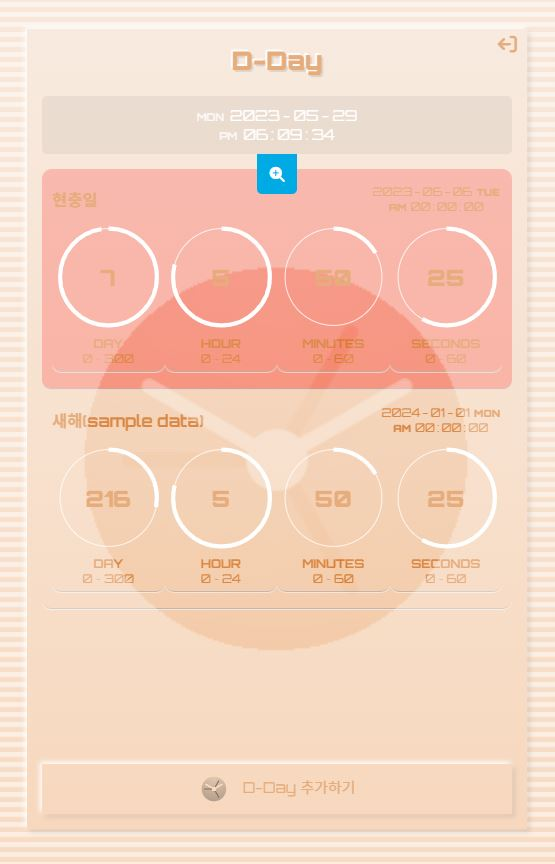 D-Day
MON 2023-05-29
PM 06:09:34
현충일
2023-06-06 TUE
AM 00:00:00
7 5 50 25
DAY HOUR MINUTES SECONDS
0-300 0-24 0-60 0-60
새해(sample data)
2024-01-01 MON
AM 00:00:00
216 5 50 25
DAY HOUR MINUTES SECONDS
0-300 0-24 0-60 0-60
D-Day 추가하기